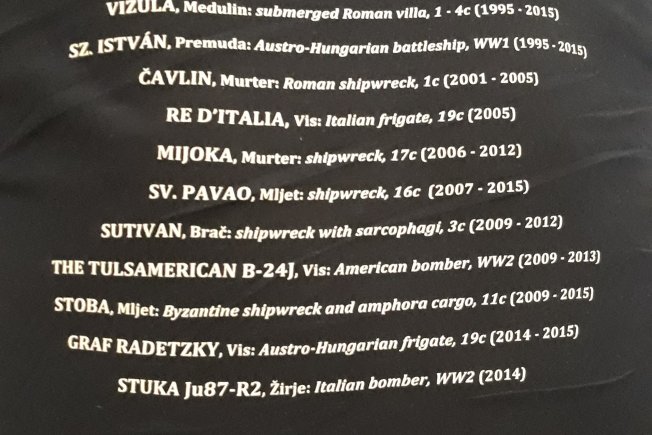 VIZULA, Medulin: submerged Roman villa, 1 - 4c (1995 - 2015)
SZ. ISTVÁN, Premuda: Austro-Hungarian battleship, WW1 (1995 - 2015)
ČAVLIN, Murter: Roman shipwreck, 1c (2001 - 2005)
RE D'ITALIA, Vis: Italian frigate, 19c (2005)
MIJOKA, Murter: shipwreck, 17c (2006 - 2012)
SV. PAVAO, Mljet: shipwreck, 16c (2007 - 2015)
SUTIVAN, Brač: shipwreck with sarcophagi, 3c (2009 - 2012)
THE TULSAMERICAN B-24J, Vis: American bomber, WW2 (2009 - 2013)
STOBA, Mljet: Byzantine shipwreck and amphora cargo, 11c (2009 - 2015)
GRAF RADETZKY, Vis: Austro-Hungarian frigate, 19c (2014 - 2015)
STUKA Ju87-R2, Žirje: Italian bomber, WW2 (2014)